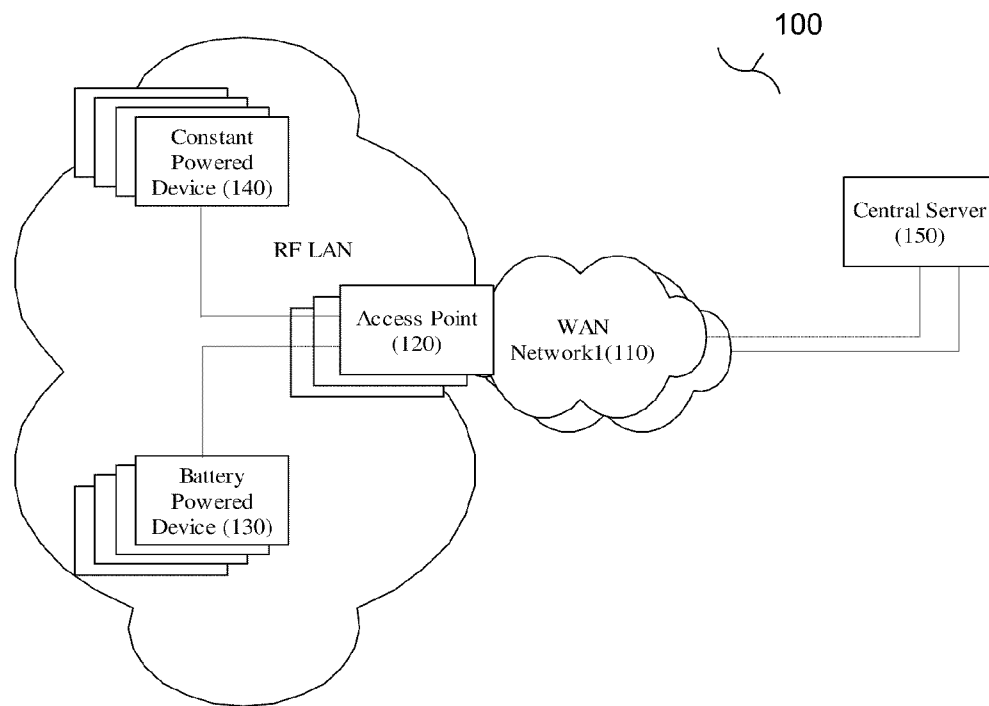 100
Constant
Powered
Device (140)
Central Server
(150)
RF LAN
Access Point
(120)
WAN
Network1(110)
Battery
Powered
Device (130)